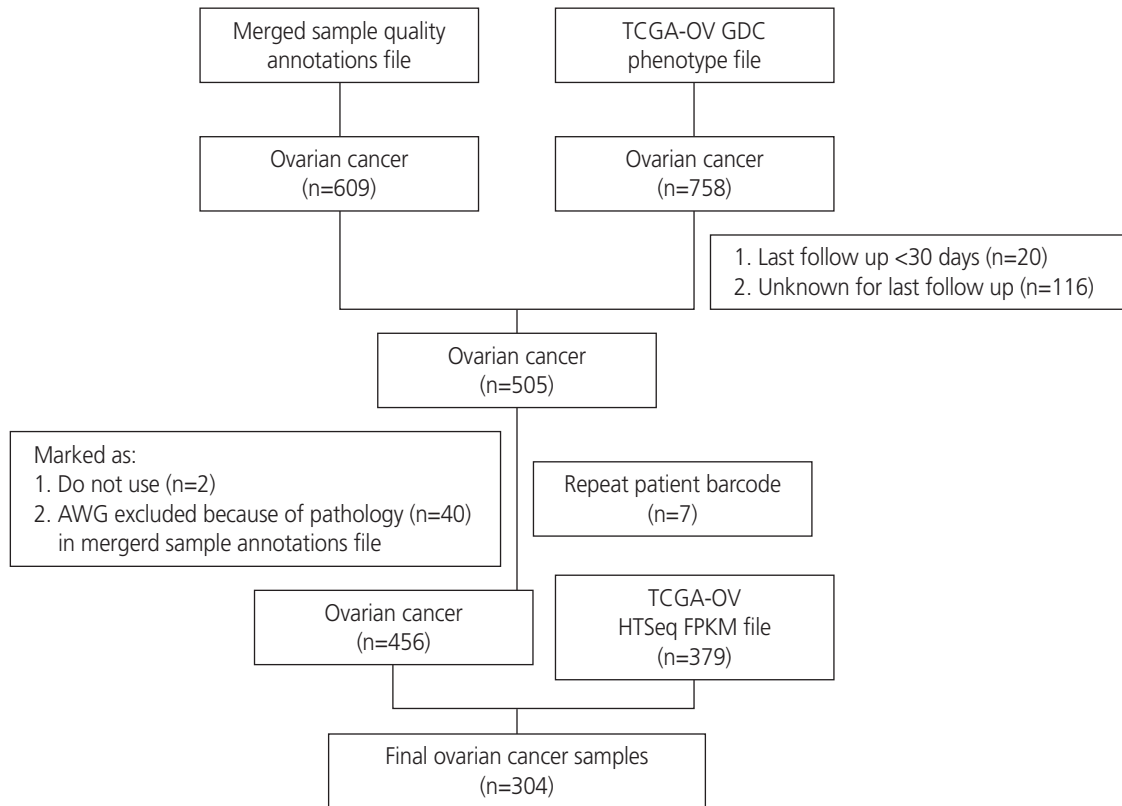 Merged sample quality
annotations file
TCGA-OV GDC
phenotype file
Ovarian cancer
(n=609)
Ovarian cancer
(n=758)
1. Last follow up <30 days (n=20)
2. Unknown for last follow up (n=116)
Ovarian cancer
(n=505)
Marked as:
1. Do not use (n=2)
2. AWG excluded because of pathology (n=40)
in mergerd sample annotations file
Repeat patient barcode
(n=7)
Ovarian cancer
(n=456)
TCGA-OV
HTSeq FPKM file
(n=379)
Final ovarian cancer samples
(n=304)